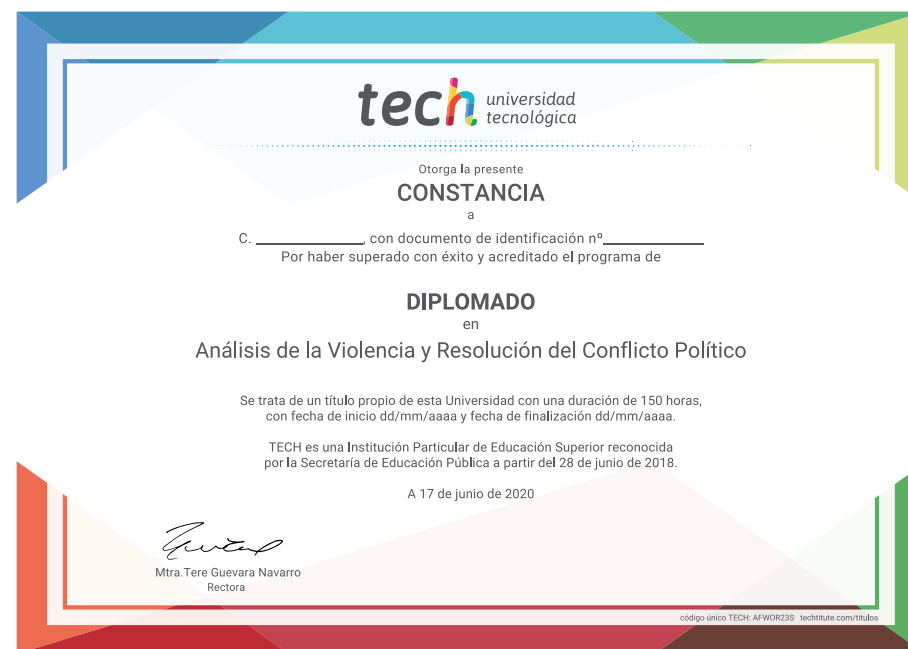 tech universidad
tecnológica
Otorga la presente
CONSTANCIA
a
C. ____________, con documento de identificación nº____________
Por haber superado con éxito y acreditado el programa de
DIPLOMADO
en
Análisis de la Violencia y Resolución del Conflicto Político
Se trata de un título propio de esta Universidad con una duración de 150 horas,
con fecha de inicio dd/mm/aaaa y fecha de finalización dd/mm/aaaa.
TECH es una Institución Particular de Educación Superior reconocida
por la Secretaría de Educación Pública a partir del 28 de junio de 2018.
A 17 de junio de 2020
Mtra.Tere Guevara Navarro
Rectora
código único TECH: AFWOR23S techtitute.com/titulos